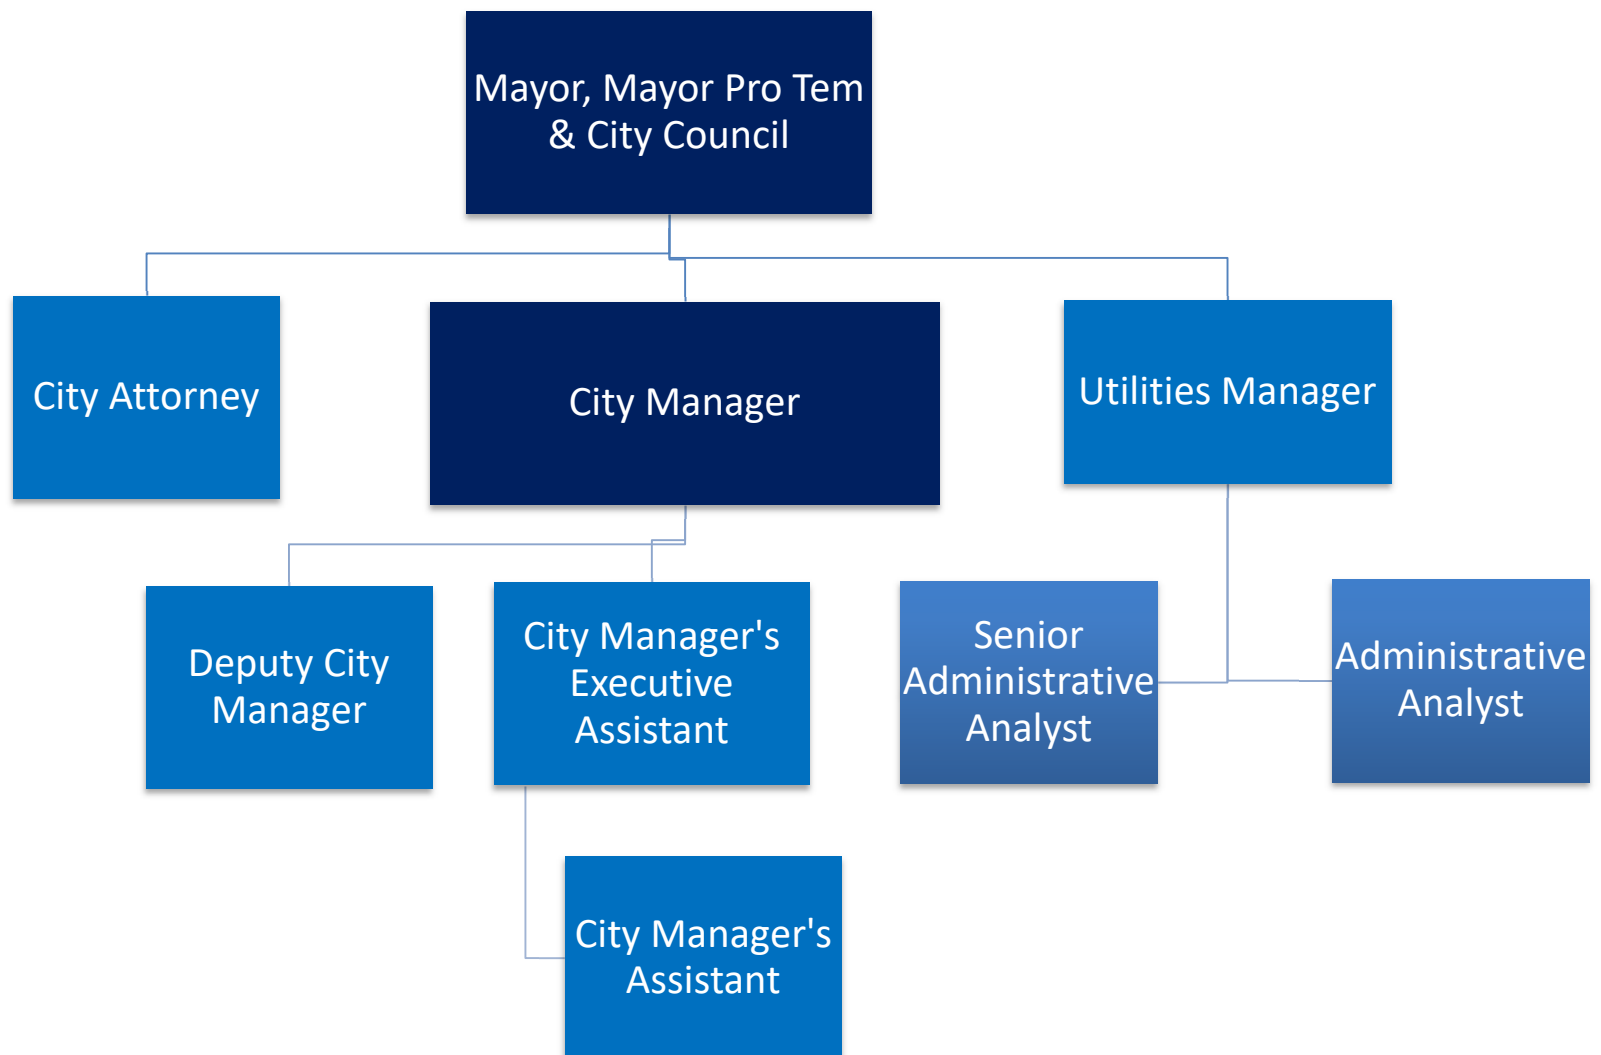 Mayor, Mayor Pro Tem
& City Council
City Attorney
City Manager
Utilities Manager
Deputy City
Manager
City Manager's
Executive
Assistant
Senior
Administrative
Analyst
Administrative
Analyst
City Manager's
Assistant